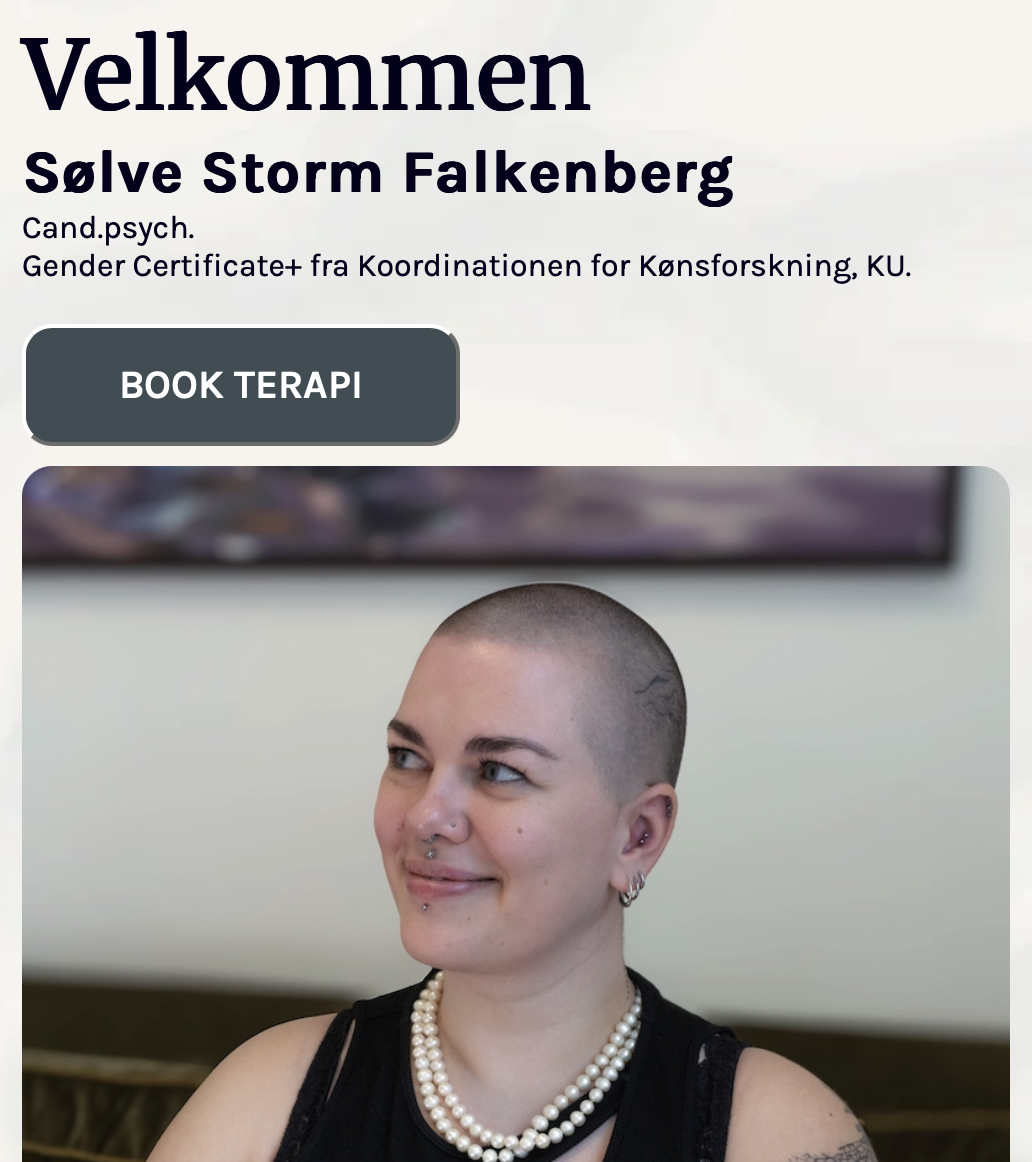 Velkommen
Sølve Storm Falkenberg
Cand.psych.
Gender Certificate+ fra Koordinationen for Kønsforskning, KU.
BOOK TERAPI